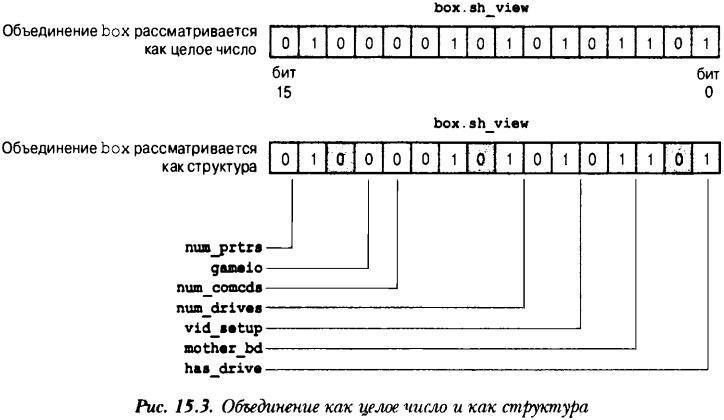 box.sh_view
Объединение box рассматривается
как целое число
0 1 0 0 0 0 1 0 1 0 1 0 1 1 0 1
бит
15
бит
0
box.sh_view
Объединение box рассматривается
как структура
0 1 0 0 0 0 1 0 1 0 1 0 1 1 0 1
num_prtrs
gameio
num_comcds
num_drives
vid_setup
mother_bd
has_drive
Рис. 15.3. Объединение как целое число и как структура